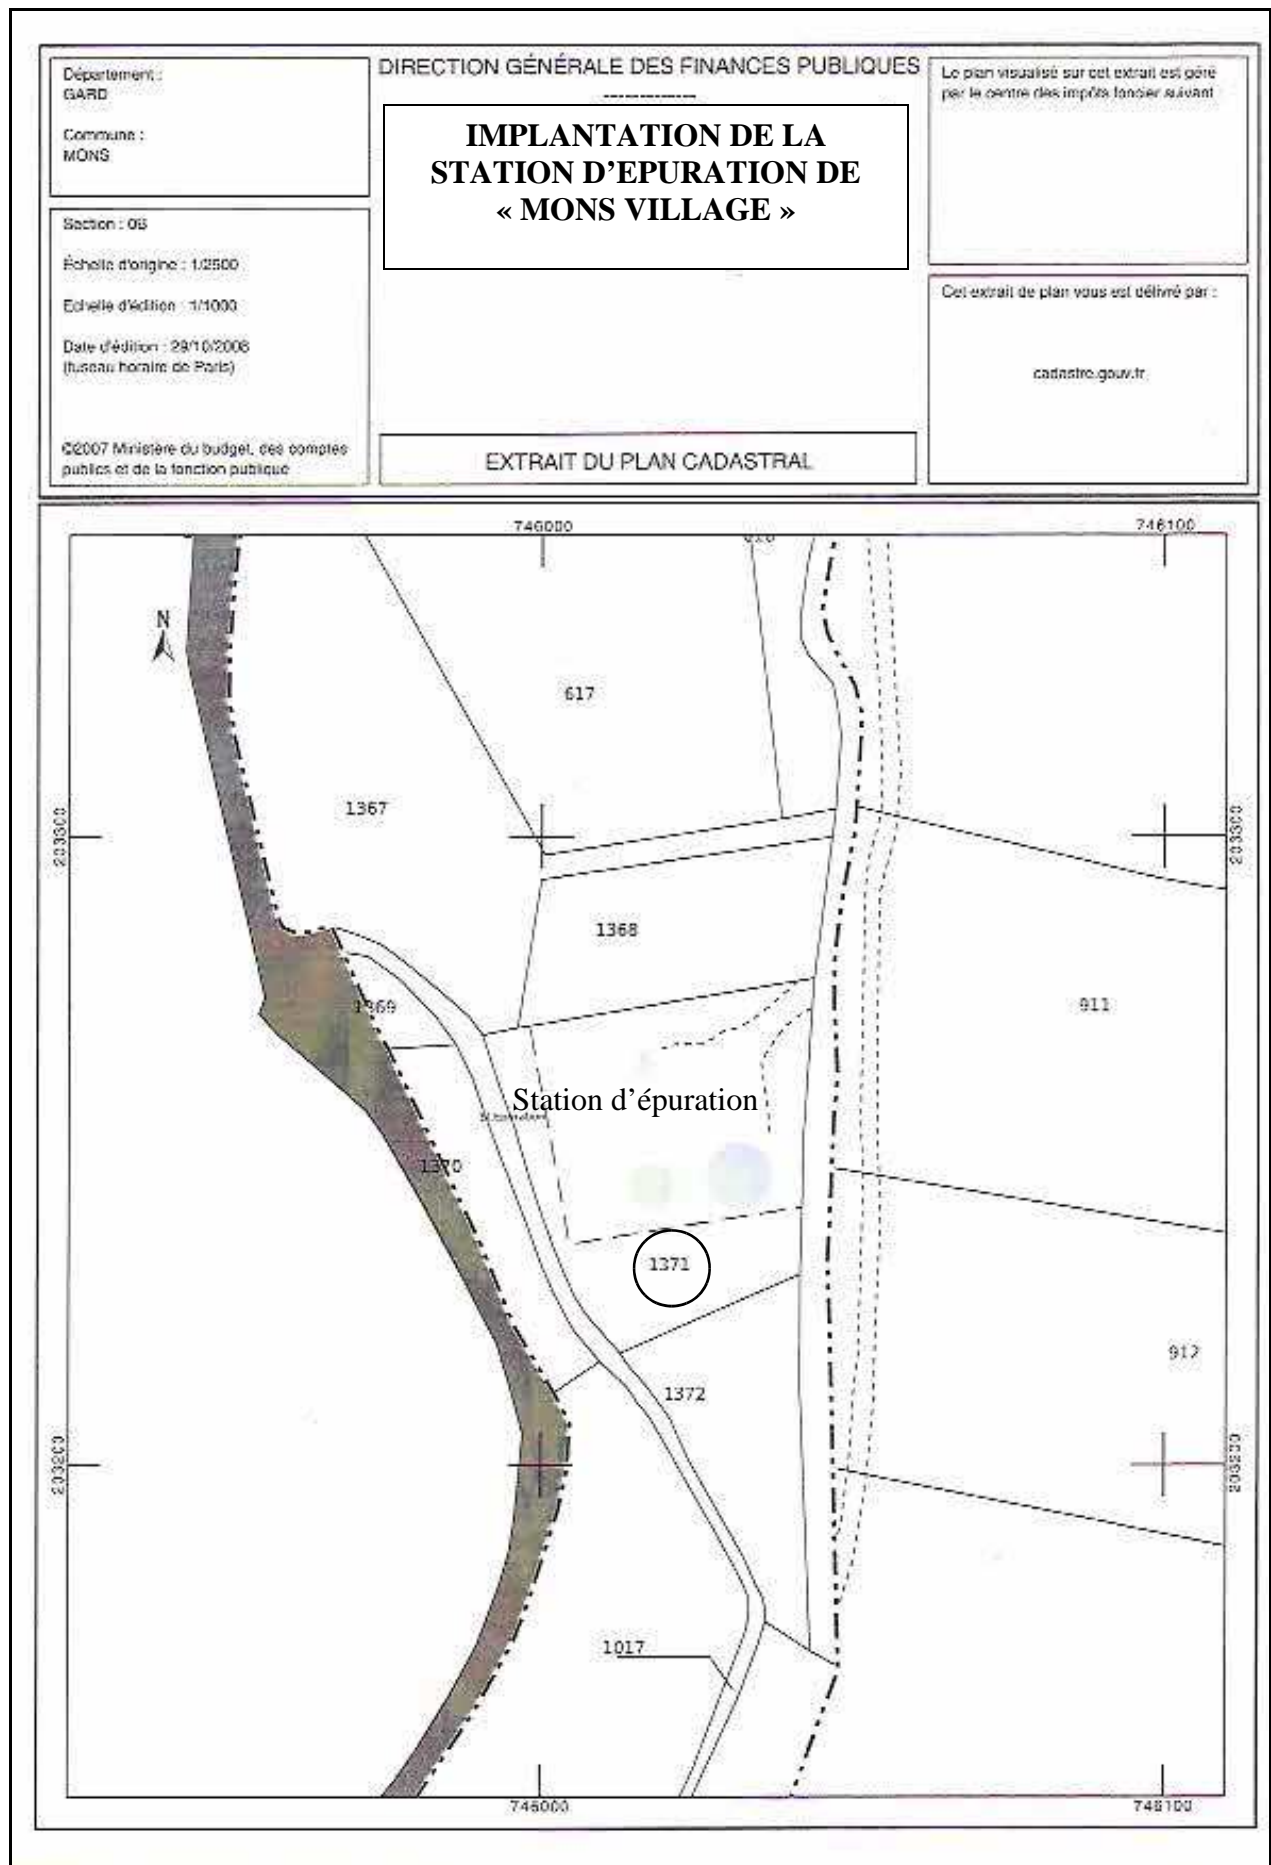 Département :
GARD
Commune :
MONS
Section : 0B
Échelle d'origine : 1/2500
Echelle d'édition : 1/1000
Date d'édition : 29/10/2008
(fuseau horaire de Paris)
©2007 Ministère du budget, des comptes
publics et de la fonction publique
DIRECTION GÉNÉRALE DES FINANCES PUBLIQUES
-------------
IMPLANTATION DE LA
STATION D'EPURATION DE
« MONS VILLAGE »
EXTRAIT DU PLAN CADASTRAL
Le plan visualisé sur cet extrait est géré
par le centre des impôts foncier suivant :
Cet extrait de plan vous est délivré par :
cadastre.gouv.fr
746000
746100
N
617
1367
203300
203300
1368
1369
911
Station d'épuration
1370
1371
912
1372
203200
203200
1017
746000
746100